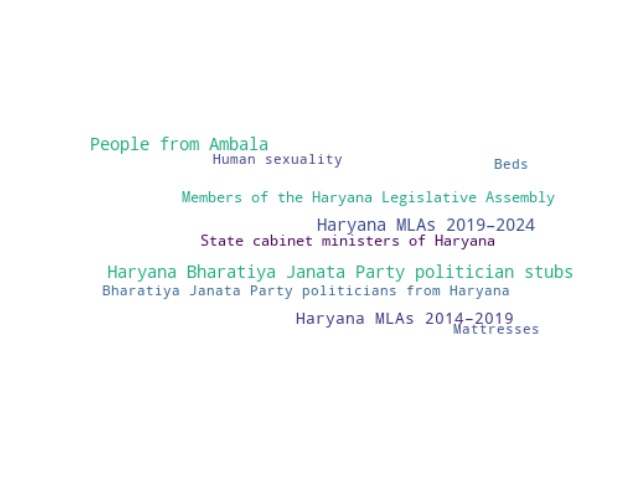 People from Ambala
Human sexuality
Beds
Members of the Haryana Legislative Assembly
Haryana MLAs 2019–2024
State cabinet ministers of Haryana
Haryana Bharatiya Janata Party politician stubs
Bharatiya Janata Party politicians from Haryana
Haryana MLAs 2014–2019
Mattresses